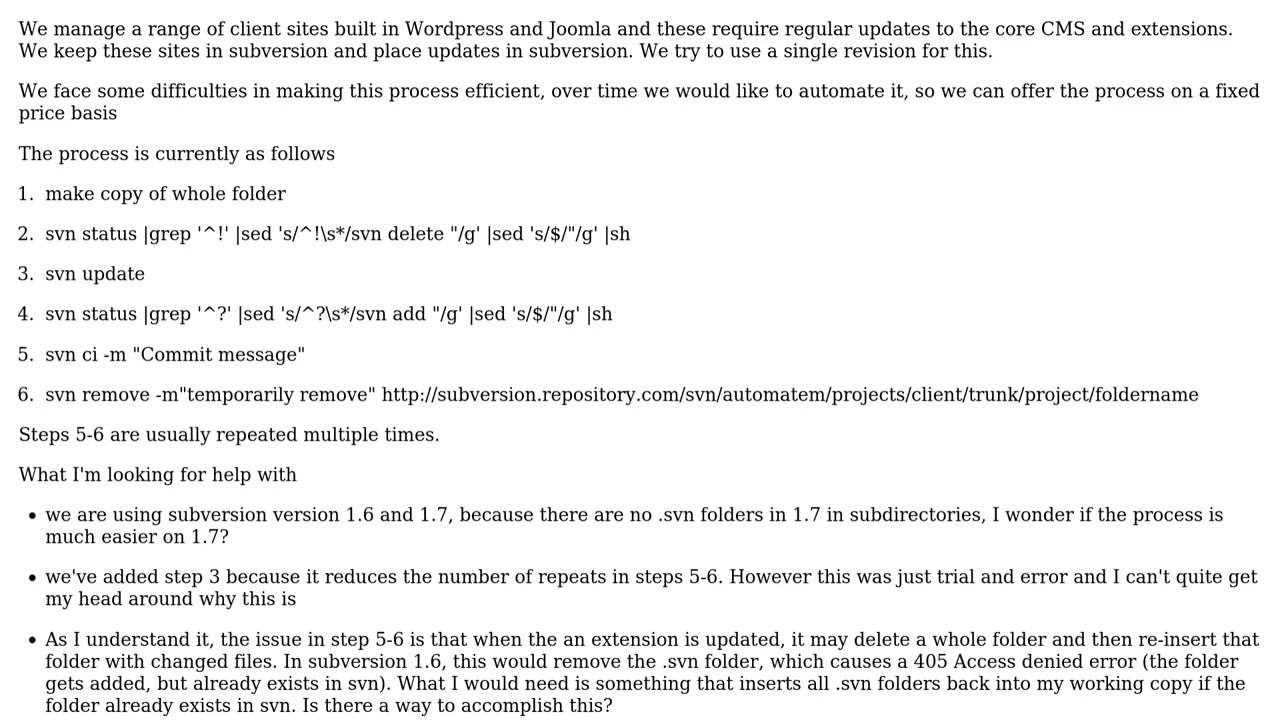 We manage a range of client sites built in Wordpress and Joomla and these require regular updates to the core CMS and extensions.
We keep these sites in subversion and place updates in subversion. We try to use a single revision for this.
We face some difficulties in making this process efficient, over time we would like to automate it, so we can offer the process on a fixed
price basis
The process is currently as follows
1. make copy of whole folder
2. svn status |grep '^!' |sed 's/^!\s*/svn delete "/g' |sed 's/$/"/g' |sh
3. svn update
4. svn status |grep '^?' |sed 's/^?\s*/svn add "/g' |sed 's/$/"/g' |sh
5. svn ci -m "Commit message"
6. svn remove -m"temporarily remove" http://subversion.repository.com/svn/automatem/projects/client/trunk/project/foldername
Steps 5-6 are usually repeated multiple times.
What I'm looking for help with
• we are using subversion version 1.6 and 1.7, because there are no .svn folders in 1.7 in subdirectories, I wonder if the process is
much easier on 1.7?
• we've added step 3 because it reduces the number of repeats in steps 5-6. However this was just trial and error and I can't quite get
my head around why this is
• As I understand it, the issue in step 5-6 is that when the an extension is updated, it may delete a whole folder and then re-insert that
folder with changed files. In subversion 1.6, this would remove the .svn folder, which causes a 405 Access denied error (the folder
gets added, but already exists in svn). What I would need is something that inserts all .svn folders back into my working copy if the
folder already exists in svn. Is there a way to accomplish this?